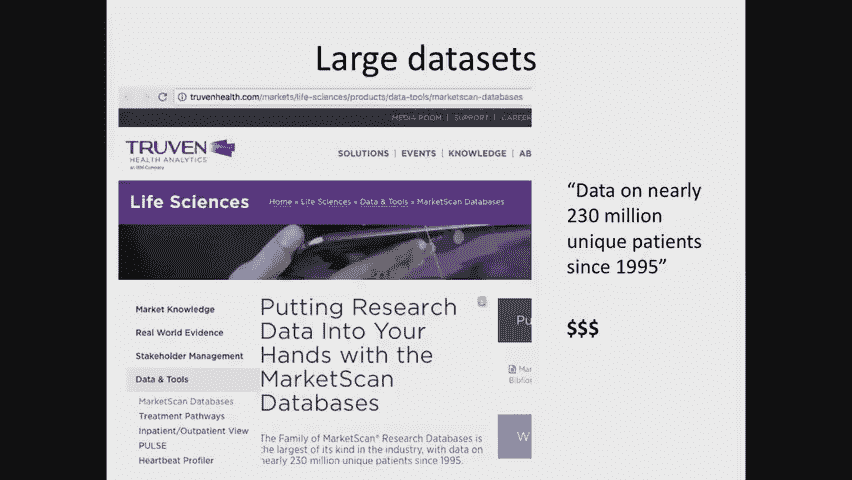 Large datasets
truvenhealth.com/markets/life-sciences/products/data-tools/marketscan-databases
MEDIA ROOM | SUPPORT | CAREER
TRUVEN
HEALTH ANALYTICS
an IBM Company
SOLUTIONS | EVENTS | KNOWLEDGE | AB
Life Sciences
Home » Life Sciences » Data & Tools » MarketScan Databases
“Data on nearly
230 million
unique patients
since 1995”
$$$
Market Knowledge
Real World Evidence
Stakeholder Management
Data & Tools
MarketScan Databases
Treatment Pathways
Inpatient/Outpatient View
PULSE
Heartbeat Profiler
Putting Research
Data Into Your
Hands with the
MarketScan
Databases
The Family of MarketScan® Research Databases is
the largest of its kind in the industry, with data on
nearly 230 million unique patients since 1995.
Pu
Mar
Biblio
W